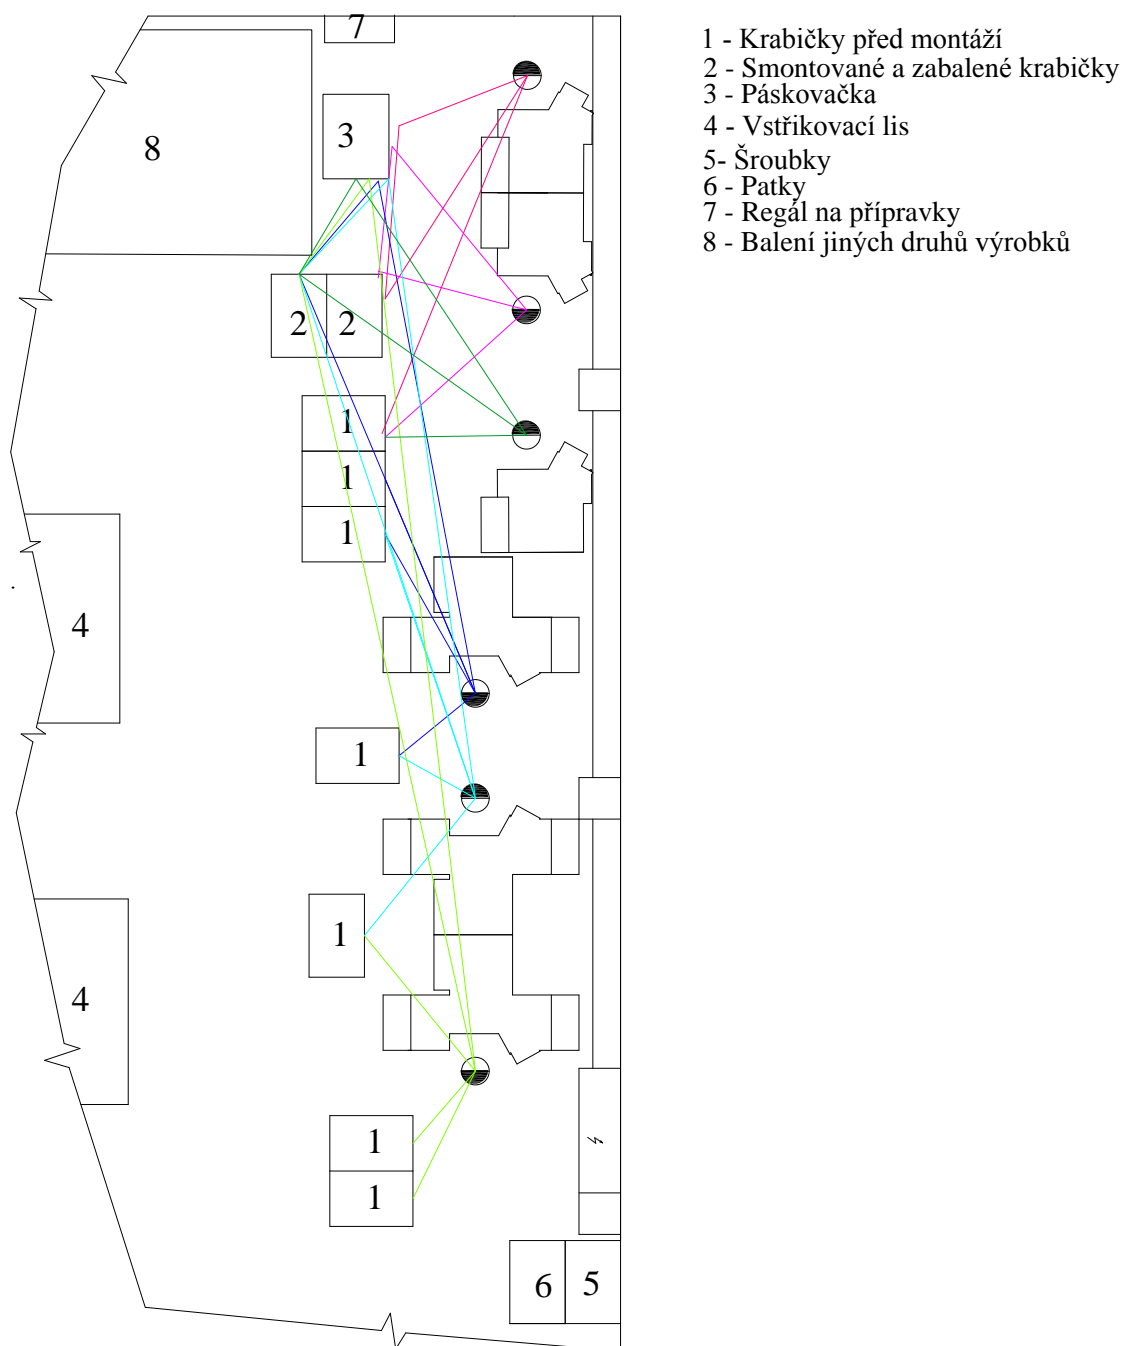 7
1 - Krabičky před montáží
2 - Smontované a zabalené krabičky
3 - Páskovačka
4 - Vstřikovací lis
5- Šroubky
6 - Patky
7 - Regál na přípravky
8 - Balení jiných druhů výrobků
3
8
2 2
1
1
1
4
1
1
4
1
1
6 5